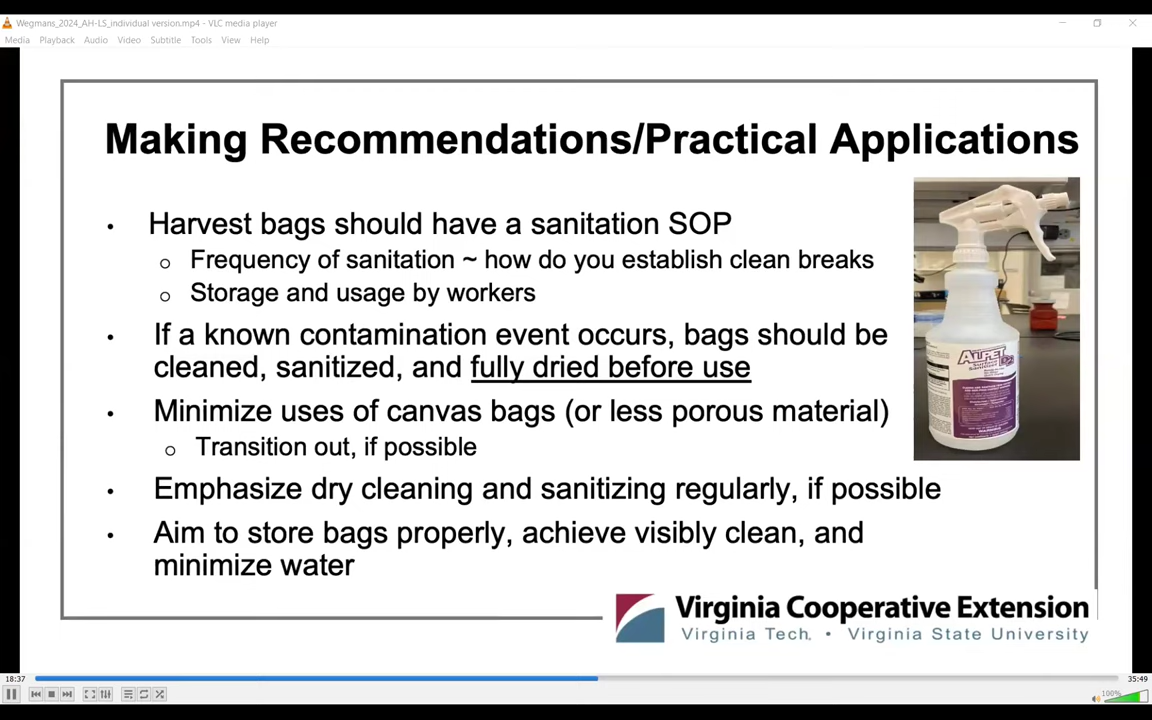 Wegmans_2024_AH-LS_individual version.mp4 - VLC media player
Media Playback Audio Video Subtitle Tools View Help
Making Recommendations/Practical Applications
• Harvest bags should have a sanitation SOP
o Frequency of sanitation ~ how do you establish clean breaks
o Storage and usage by workers
• If a known contamination event occurs, bags should be
cleaned, sanitized, and fully dried before use
• Minimize uses of canvas bags (or less porous material)
o Transition out, if possible
• Emphasize dry cleaning and sanitizing regularly, if possible
• Aim to store bags properly, achieve visibly clean, and
minimize water
ALPET
Virginia Cooperative Extension
Virginia Tech. • Virginia State University
18:37
35:49
100%